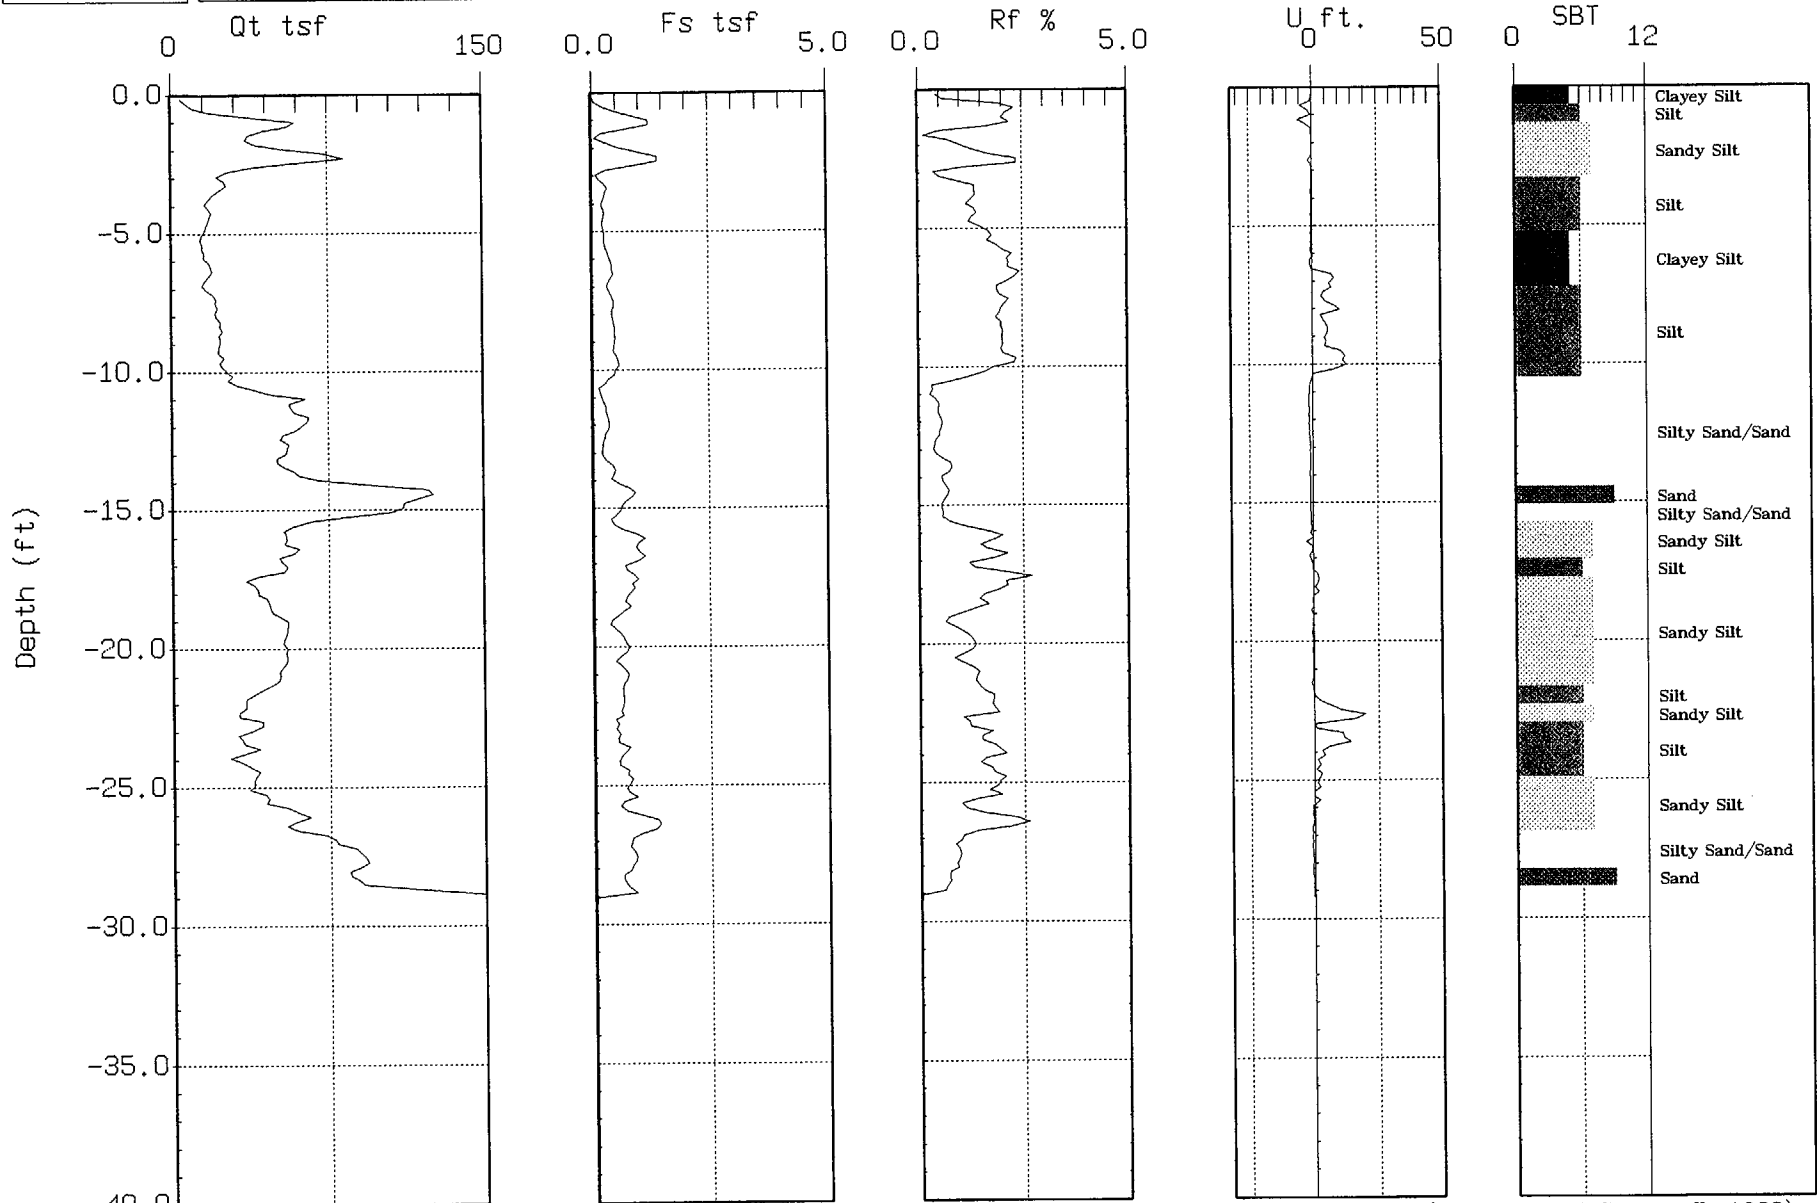 Qt tsf
0 150
Fs tsf
0.0 5.0
Rf %
0.0 5.0
U ft.
0 50
SBT
0 12
Depth (ft)
0.0
-5.0
-10.0
-15.0
-20.0
-25.0
-30.0
-35.0
Clayey Silt
Silt
Sandy Silt
Silt
Clayey Silt
Silt
Silty Sand/Sand
Sand
Silty Sand/Sand
Sandy Silt
Silt
Sandy Silt
Silt
Sandy Silt
Silt
Sandy Silt
Silty Sand/Sand
Sand